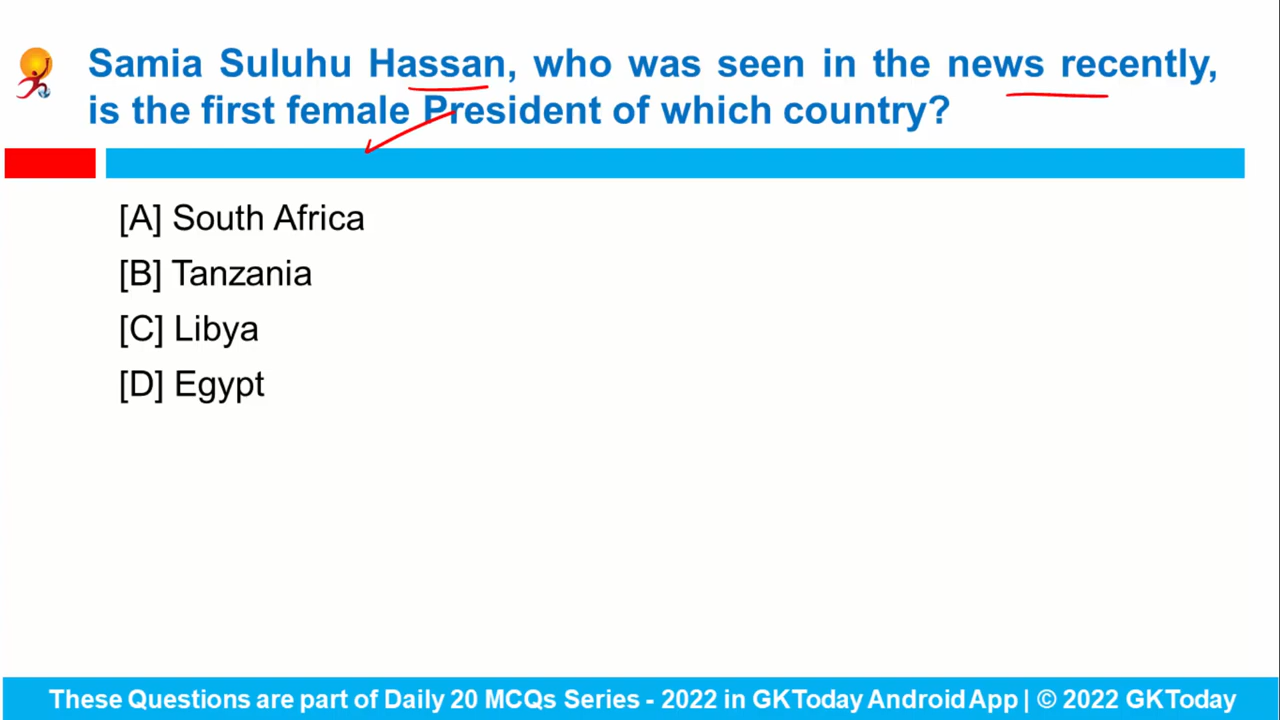 Samia Suluhu Hassan, who was seen in the news recently,
is the first female President of which country?
[A] South Africa
[B] Tanzania
[C] Libya
[D] Egypt
These Questions are part of Daily 20 MCQs Series - 2022 in GKToday Android App | © 2022 GKToday